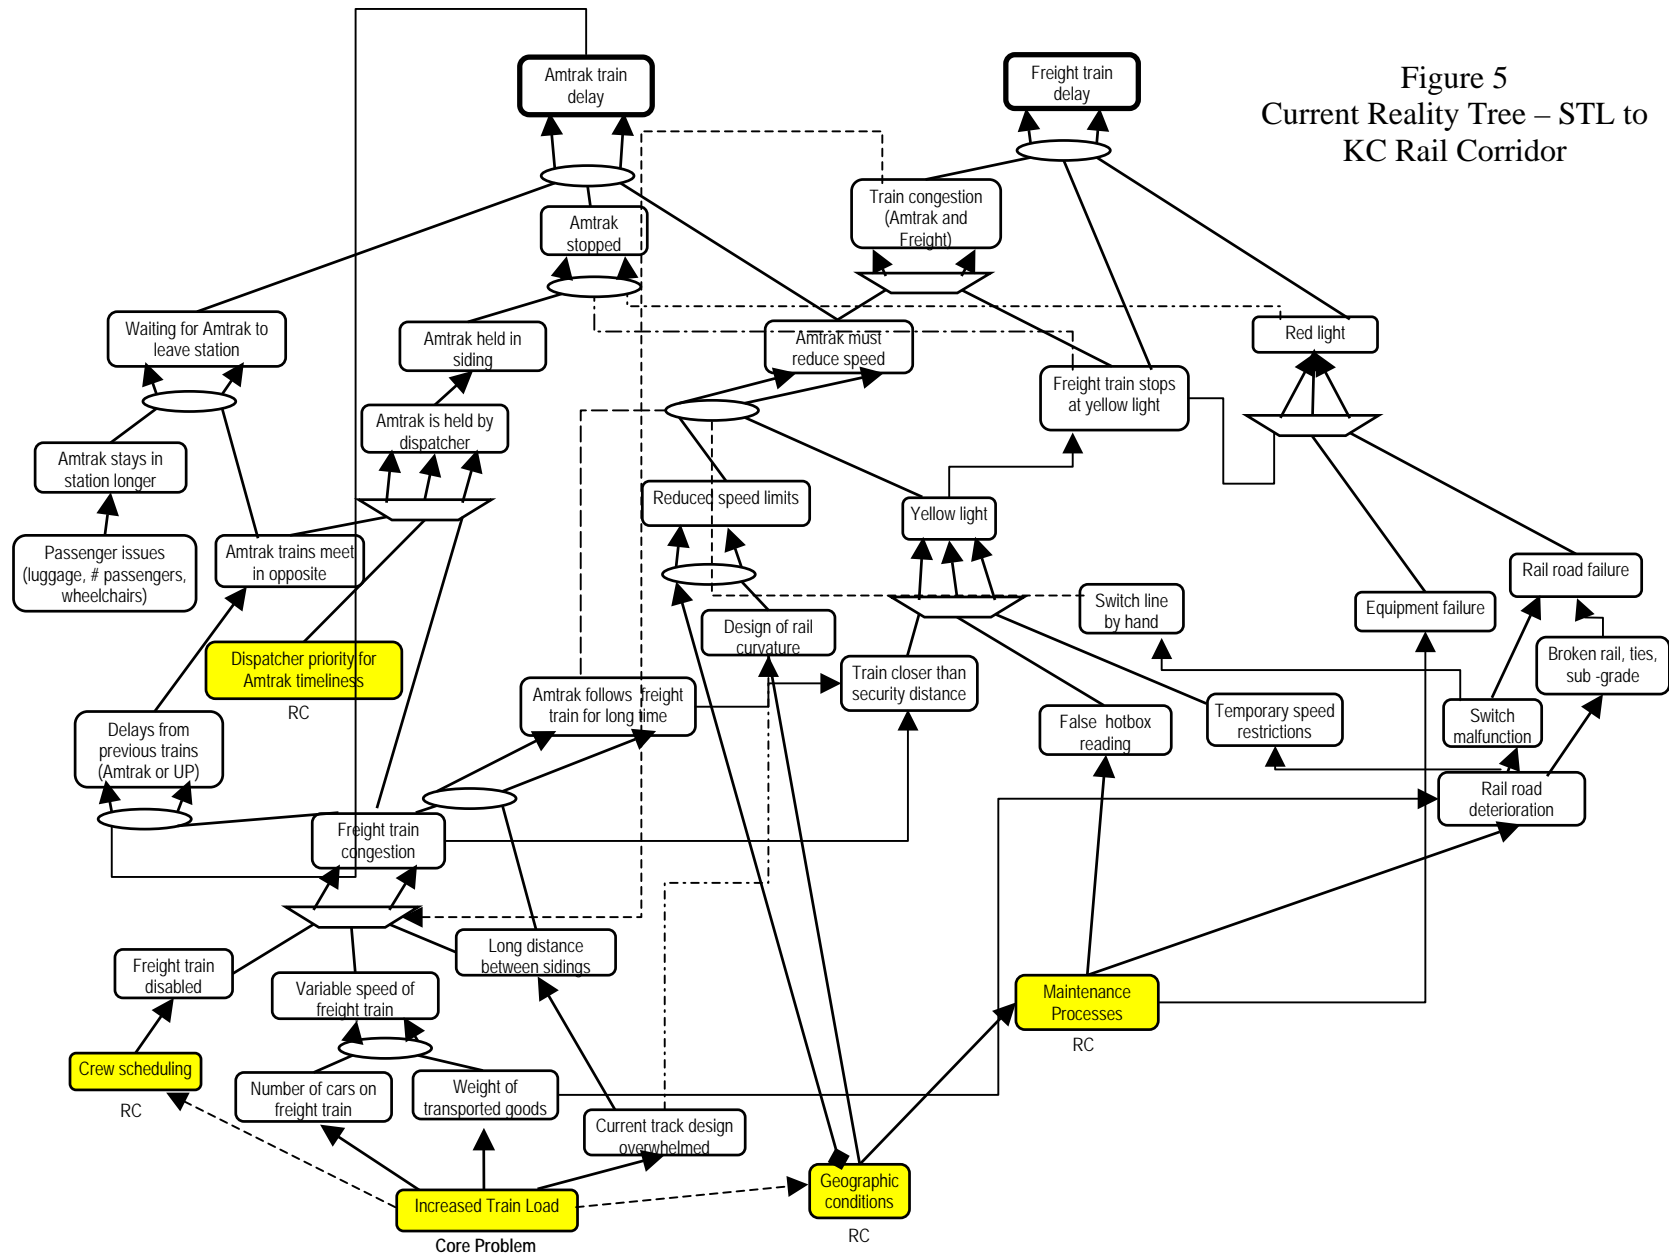 Figure 5
Current Reality Tree – STL to
KC Rail Corridor
Amtrak train
delay
Freight train
delay
Train congestion
(Amtrak and
Freight)
Amtrak
stopped
Waiting for Amtrak to
leave station
Amtrak held in
siding
Amtrak must
reduce speed
Red light
Freight train stops
at yellow light
Amtrak is held by
dispatcher
Amtrak stays in
station longer
Reduced speed limits
Yellow light
Passenger issues
(luggage, # passengers,
wheelchairs)
Amtrak trains meet
in opposite
Rail road failure
Switch line
by hand
Equipment failure
Design of rail
curvature
Dispatcher priority for
Amtrak timeliness
RC
Train closer than
security distance
Broken rail, ties,
sub -grade
Amtrak follows freight
train for long time
False hotbox
reading
Temporary speed
restrictions
Switch
malfunction
Delays from
previous trains
(Amtrak or UP)
Rail road
deterioration
Freight train
congestion
Long distance
between sidings
Freight train
disabled
Variable speed of
freight train
Maintenance
Processes
RC
Crew scheduling
RC
Number of cars on
freight train
Weight of
transported goods
Current track design
overwhelmed
Geographic
conditions
RC
Increased Train Load
Core Problem